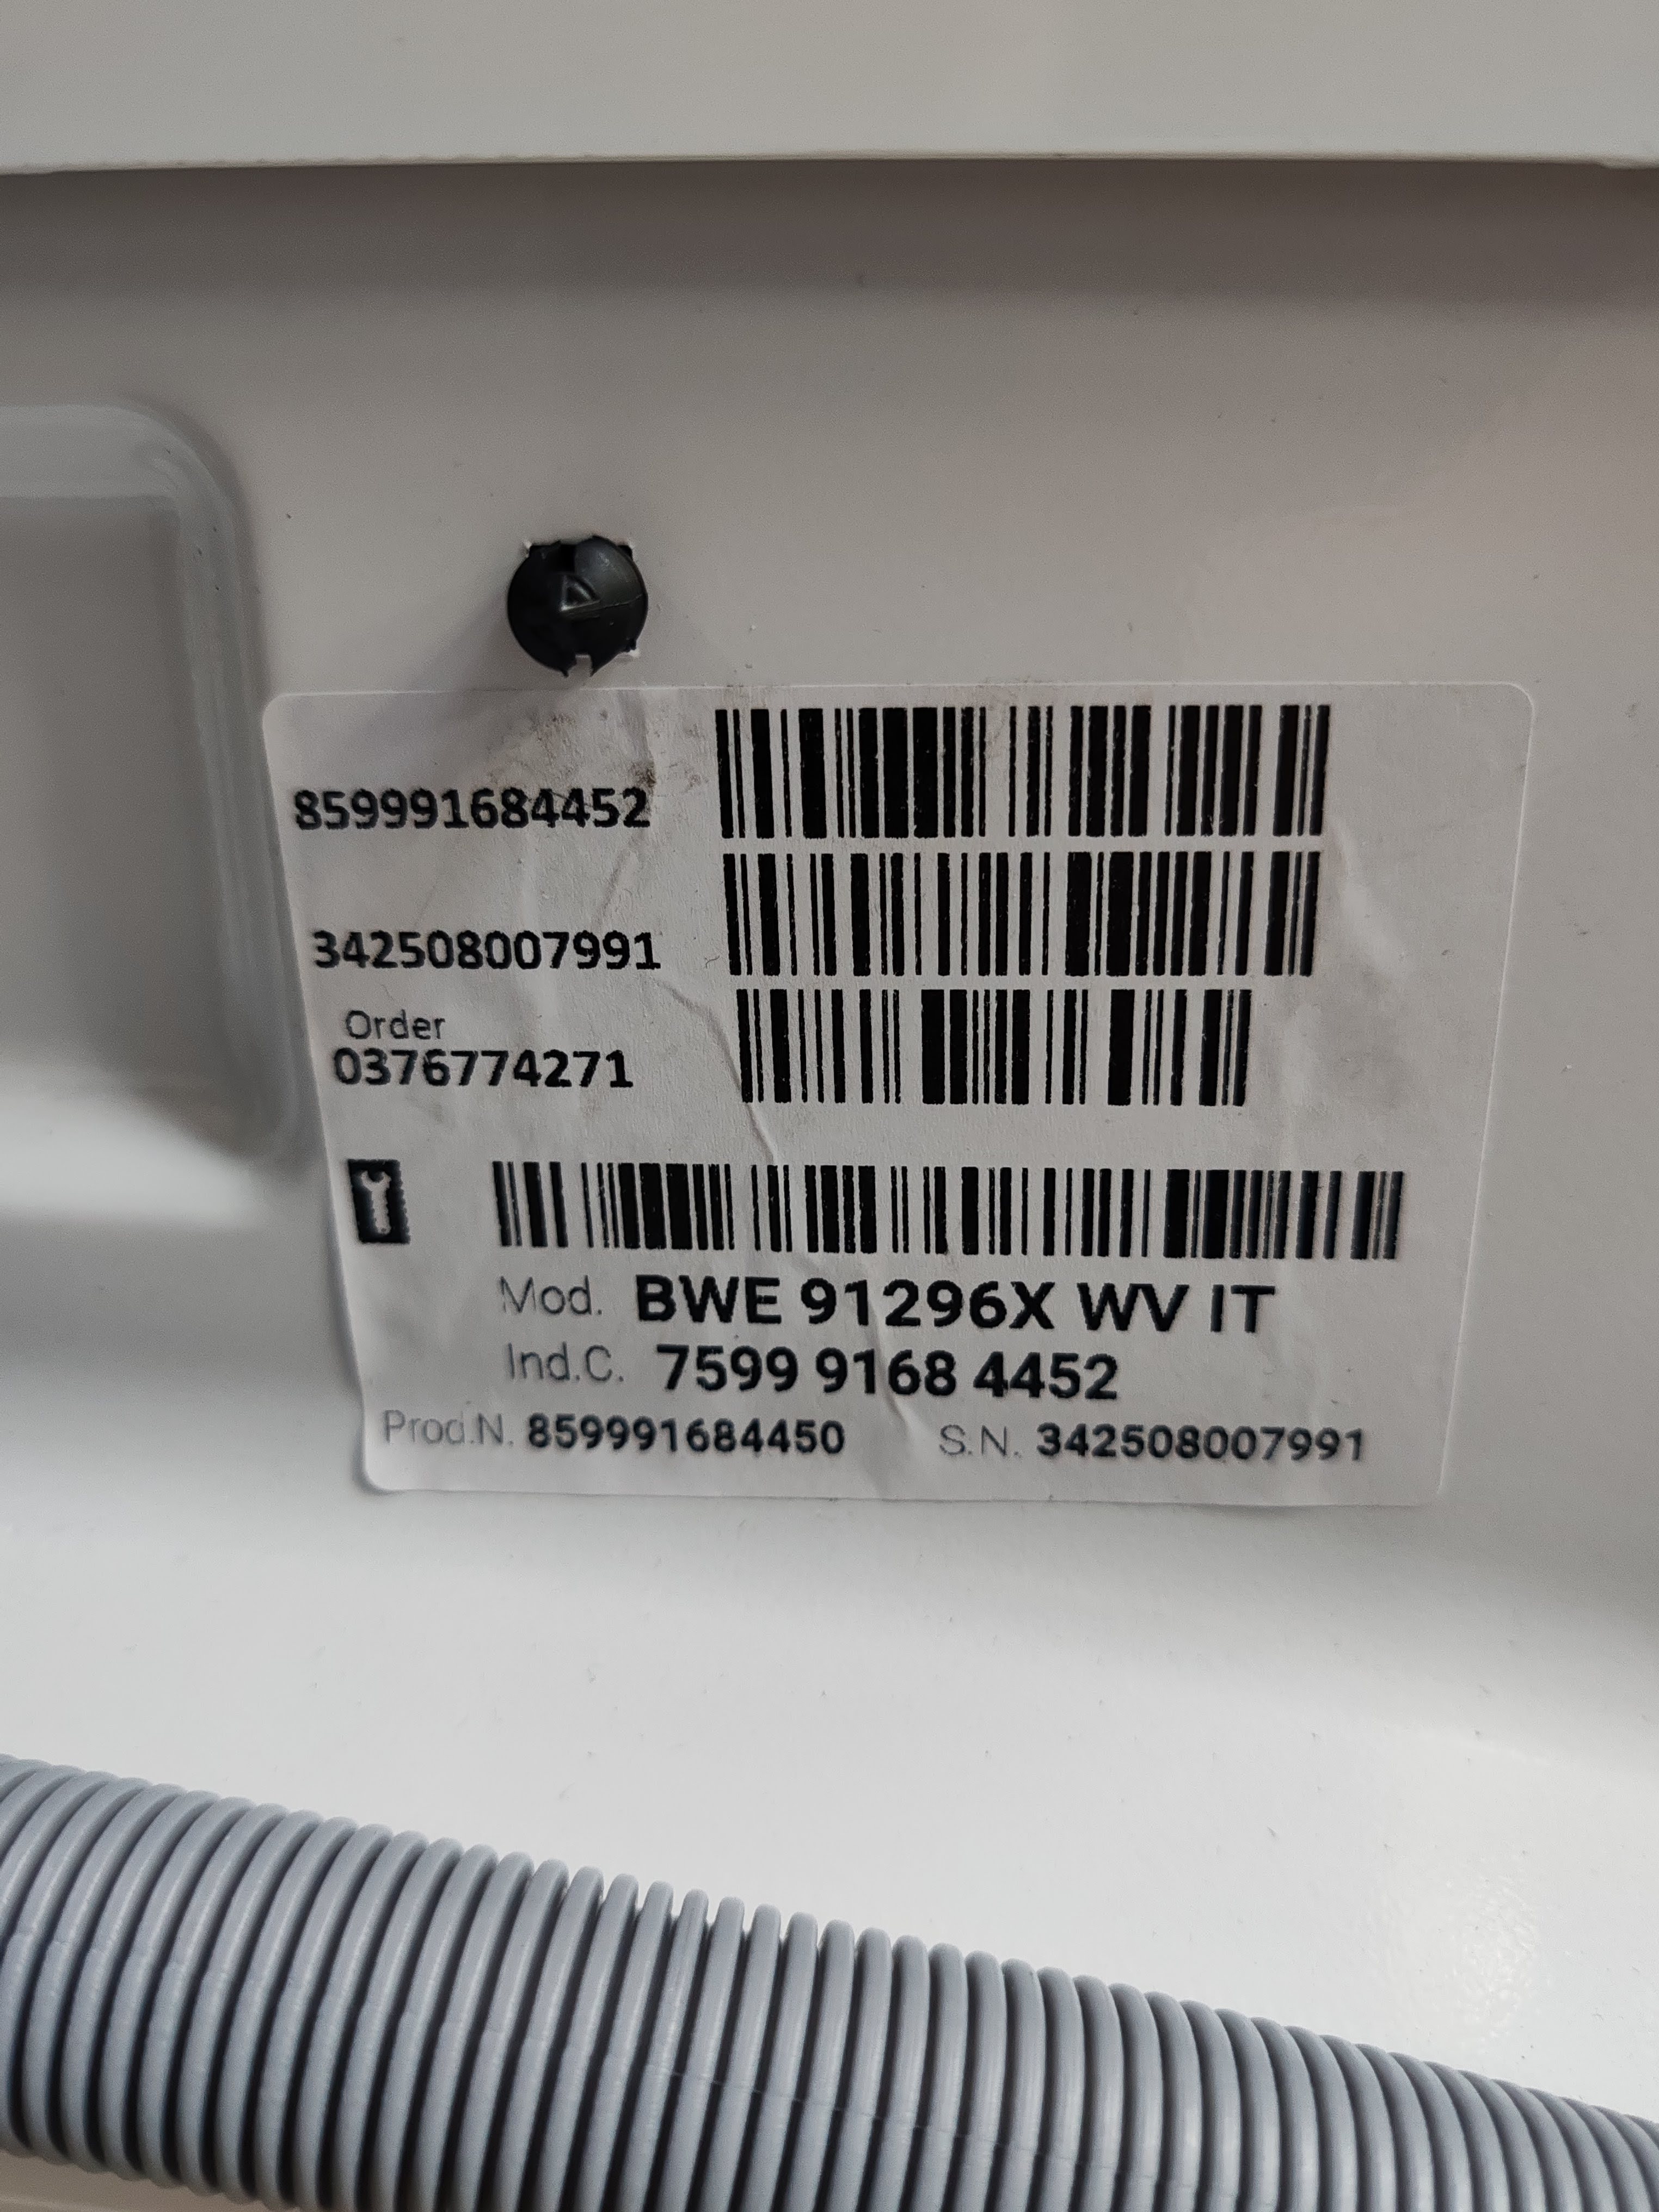 859991684452
342508007991
Order
0376774271
Mod. BWE 91296X WV IT
Ind.C. 7599 9168 4452
Prod.N. 859991684450 S.N. 342508007991